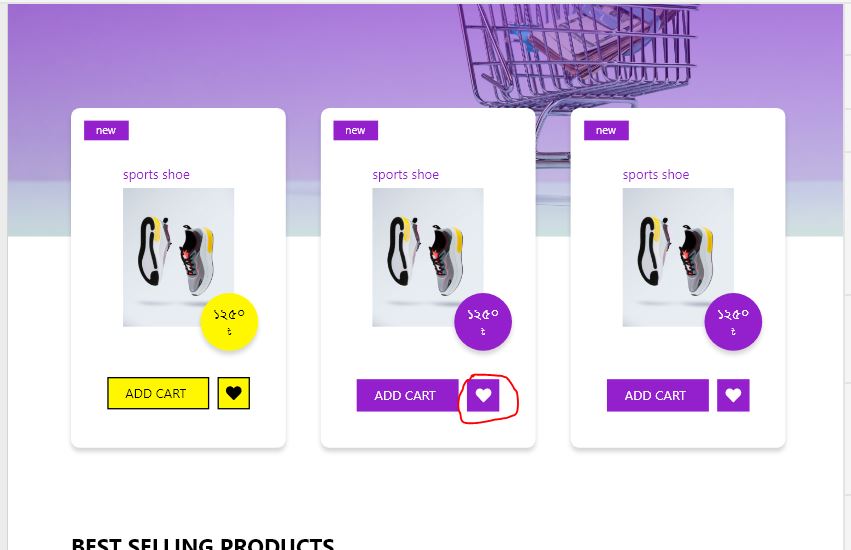 new
new
new
sports shoe
sports shoe
sports shoe
১২৫০
৳
১২৫০
৳
১২৫০
৳
ADD CART
ADD CART
ADD CART
BEST SELLING PRODUCTS